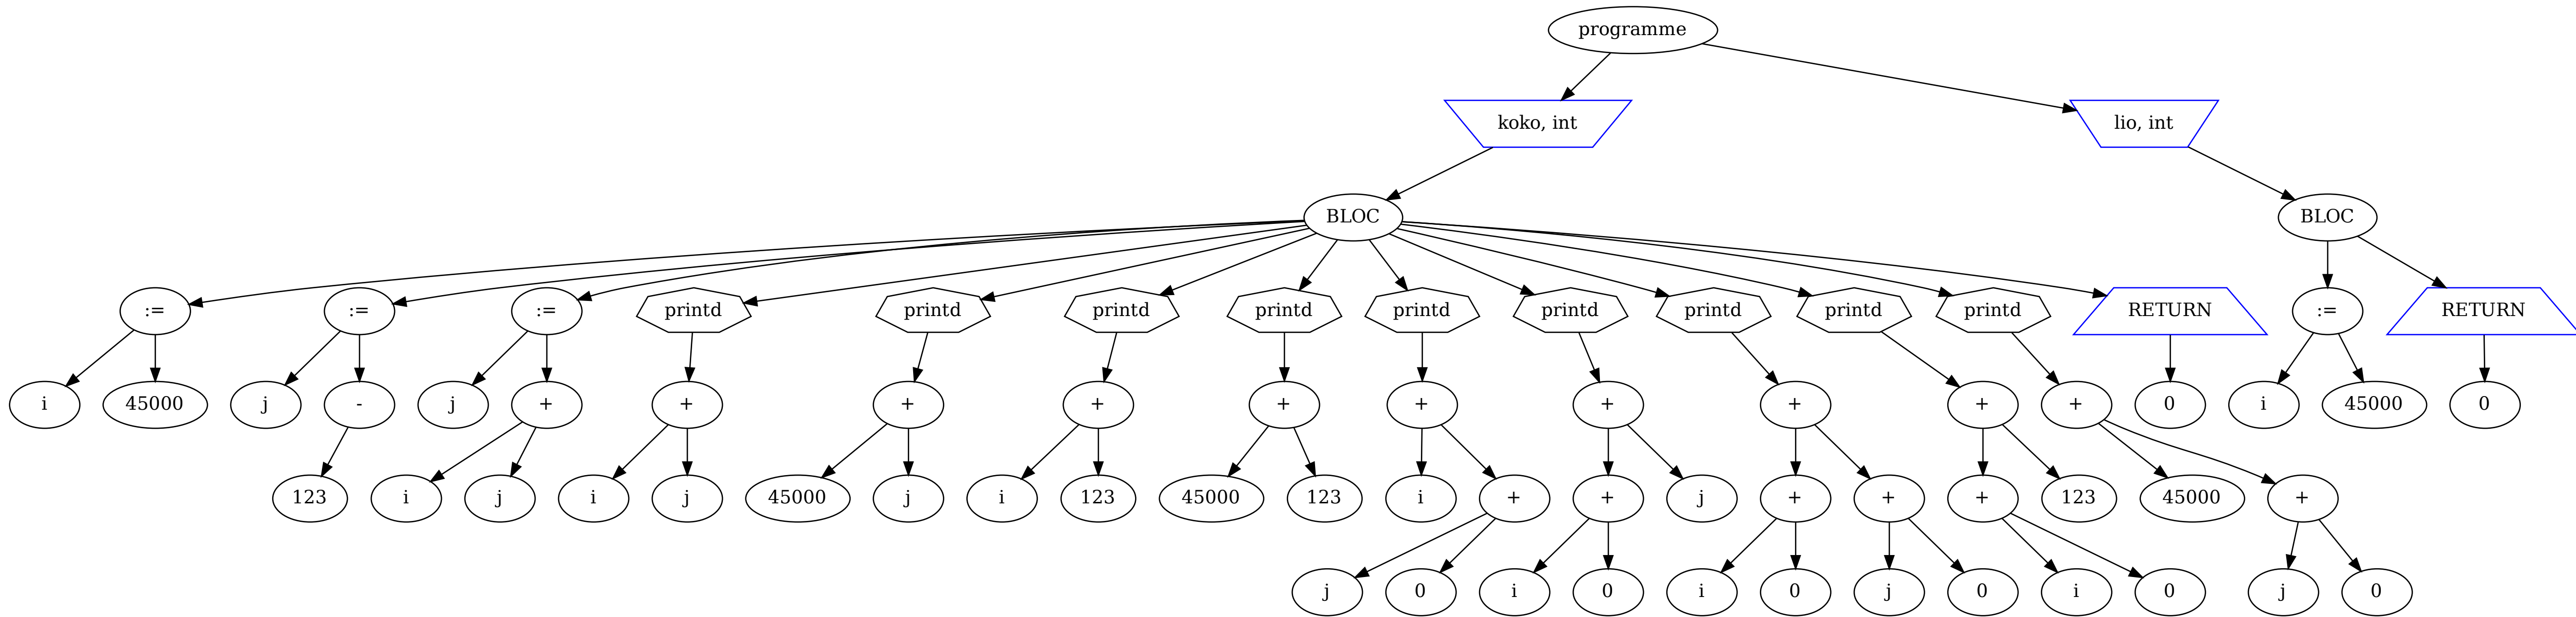 programme
koko, int
lio, int
BLOC
BLOC
:=
:=
:=
printd
printd
printd
printd
printd
printd
printd
printd
printd
RETURN
:=
RETURN
i
45000
j
-
j
+
+
+
+
+
+
+
+
+
+
0
i
45000
0
123
i
j
i
j
45000
j
i
123
45000
123
i
+
+
j
+
+
+
123
45000
+
j
0
i
0
i
0
j
0
i
0
j
0